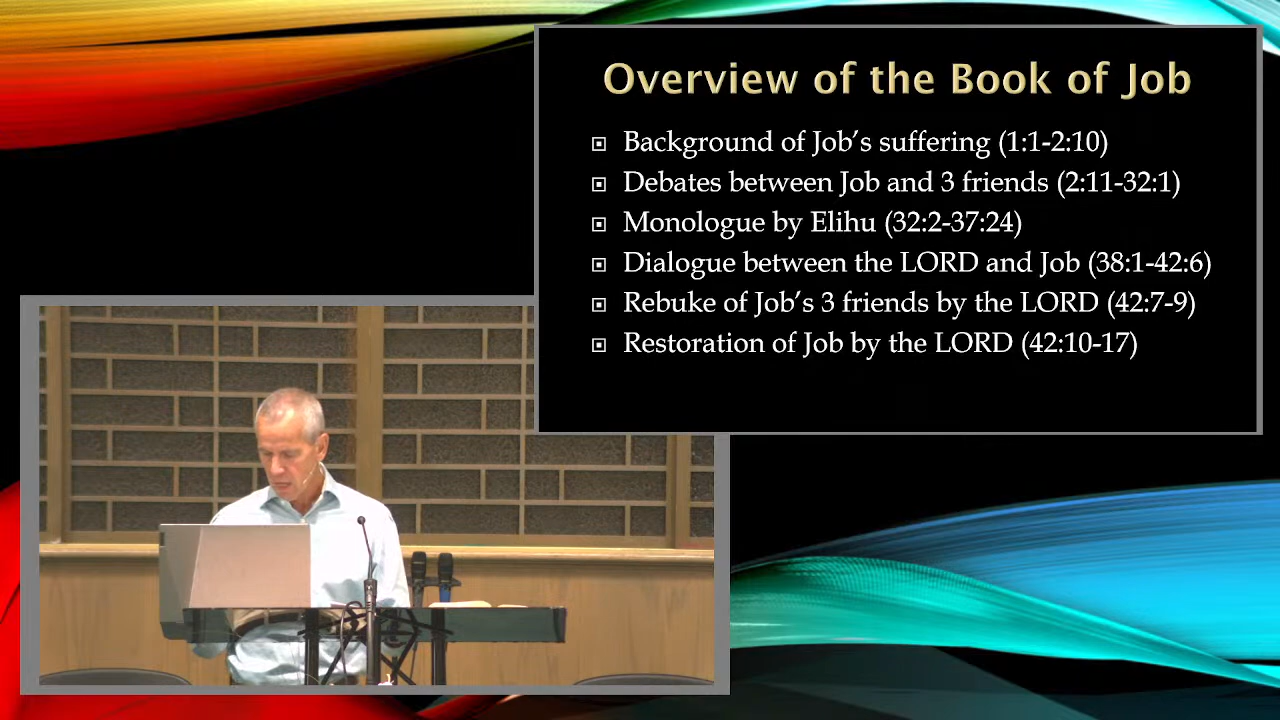 Overview of the Book of Job
Background of Job’s suffering (1:1-2:10)
Debates between Job and 3 friends (2:11-32:1)
Monologue by Elihu (32:2-37:24)
Dialogue between the LORD and Job (38:1-42:6)
Rebuke of Job’s 3 friends by the LORD (42:7-9)
Restoration of Job by the LORD (42:10-17)